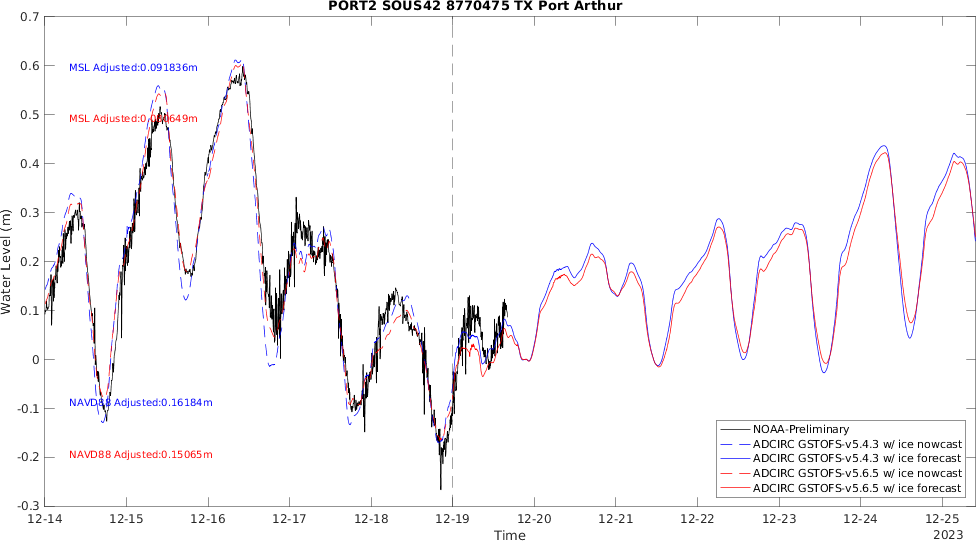 PORT2 SOUS42 8770475 TX Port Arthur
Water Level (m)
0.7
0.6
0.5
0.4
0.3
0.2
0.1
0
-0.1
-0.2
-0.3
MSL Adjusted:0.091836m
MSL Adjusted:0.0
649m
NAVD88 Adjusted:0.16184m
NAVD88 Adjusted:0.15065m
NOAA-Preliminary
ADCIRC GSTOFS-v5.4.3 w/ ice nowcast
ADCIRC GSTOFS-v5.4.3 w/ ice forecast
ADCIRC GSTOFS-v5.6.5 w/ ice nowcast
ADCIRC GSTOFS-v5.6.5 w/ ice forecast
12-14 12-15 12-16 12-17 12-18 12-19 12-20 12-21 12-22 12-23 12-24 12-25
2023
Time